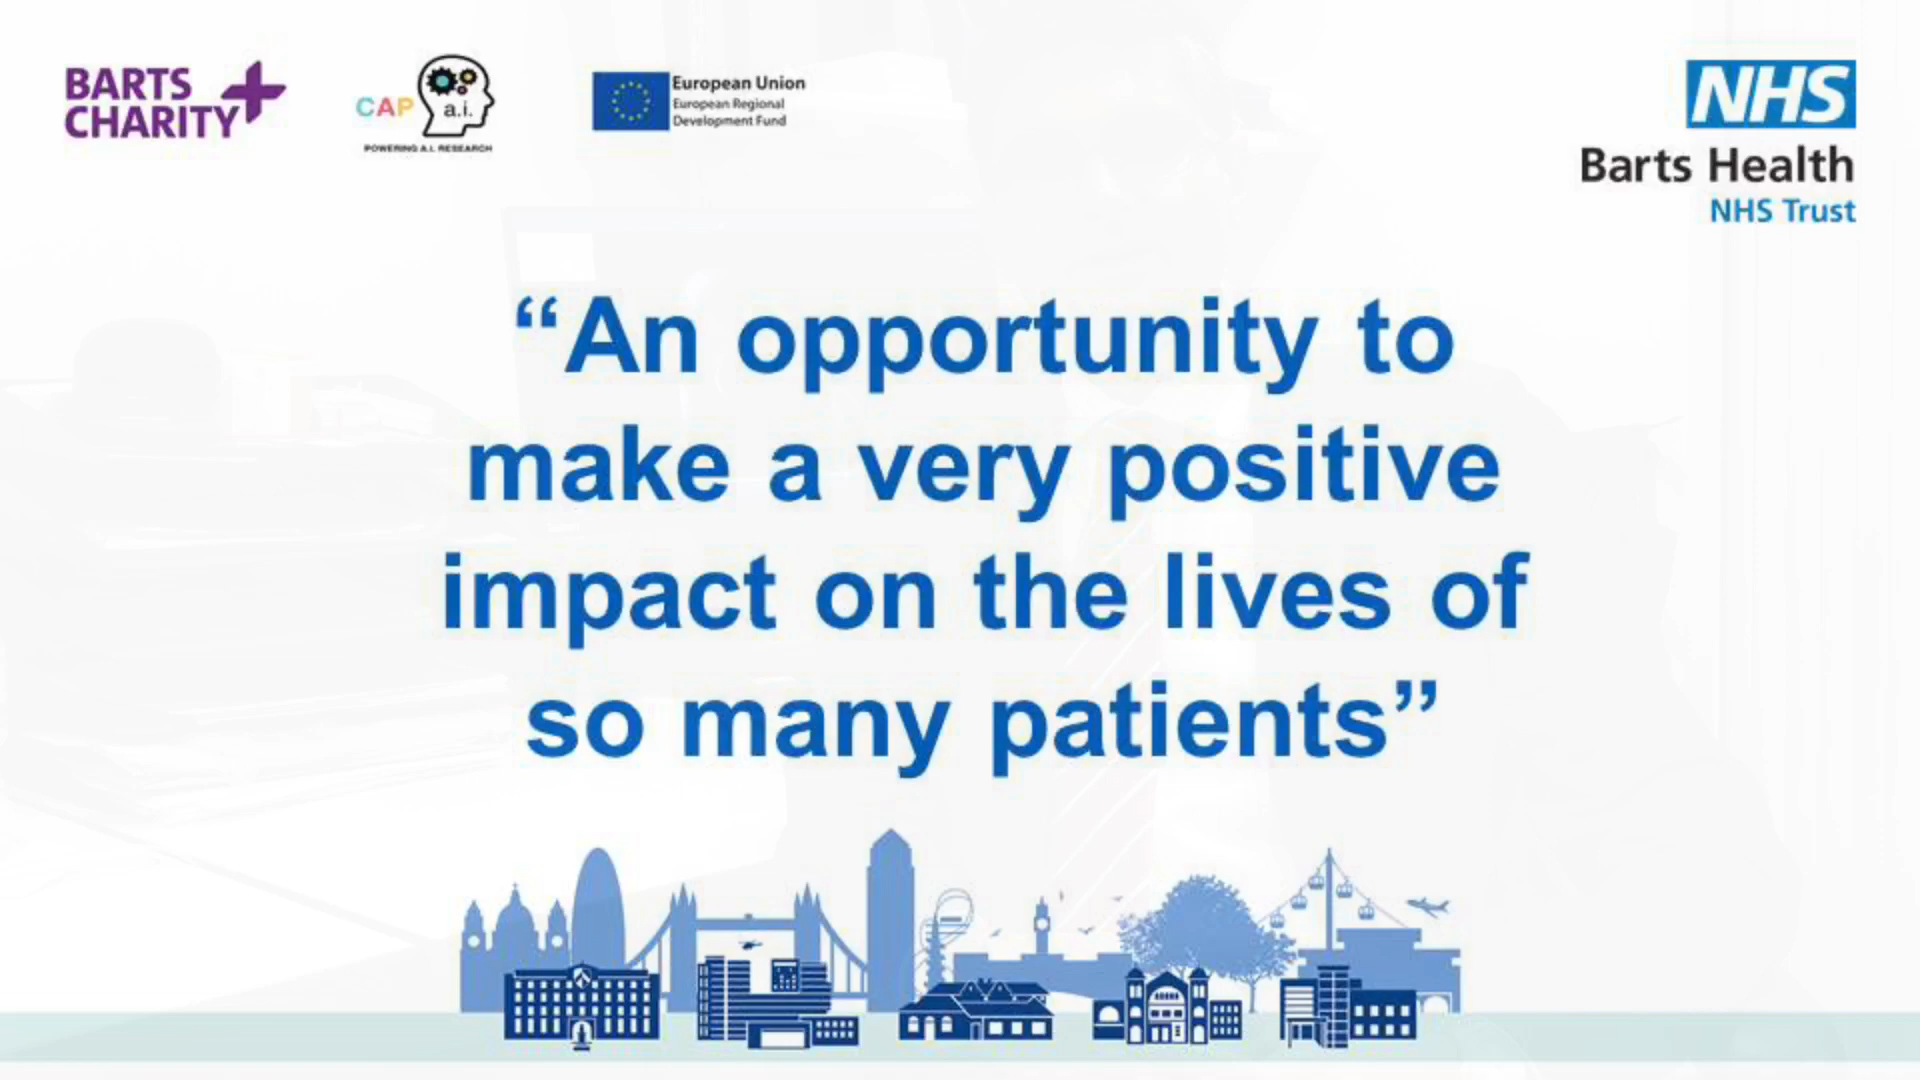 BARTS
CHARITY
CAP a.i.
POWERING A.I. RESEARCH
European Union
European Regional
Development Fund
NHS
Barts Health
NHS Trust
“An opportunity to
make a very positive
impact on the lives of
so many patients”